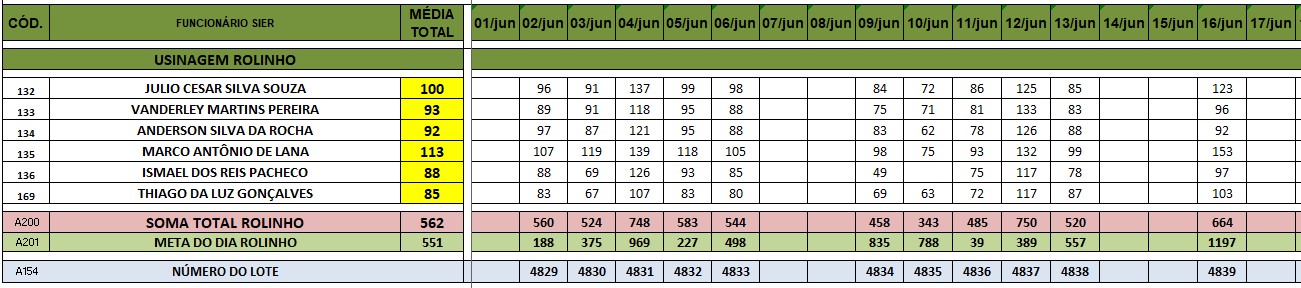 CÓD. FUNCIONÁRIO SIER MÉDIA TOTAL 01/jun 02/jun 03/jun 04/jun 05/jun 06/jun 07/jun 08/jun 09/jun 10/jun 11/jun 12/jun 13/jun 14/jun 15/jun 16/jun 17/jun
USINAGEM ROLINHO
132 JULIO CESAR SILVA SOUZA 100 96 91 137 99 98 84 72 86 125 85 123
133 VANDERLEY MARTINS PEREIRA 93 89 91 118 95 88 75 71 81 133 83 96
134 ANDERSON SILVA DA ROCHA 92 97 87 121 95 88 83 62 78 126 88 92
135 MARCO ANTÔNIO DE LANA 113 107 119 139 118 105 98 75 93 132 99 153
136 ISMAEL DOS REIS PACHECO 88 88 69 126 93 85 49 75 117 78 97
169 THIAGO DA LUZ GONÇALVES 85 83 67 107 83 80 69 63 72 117 87 103
A200 SOMA TOTAL ROLINHO 562 560 524 748 583 544 458 343 485 750 520 664
A201 META DO DIA ROLINHO 551 188 375 969 227 498 835 788 39 389 557 1197
A154 NÚMERO DO LOTE 4829 4830 4831 4832 4833 4834 4835 4836 4837 4838 4839